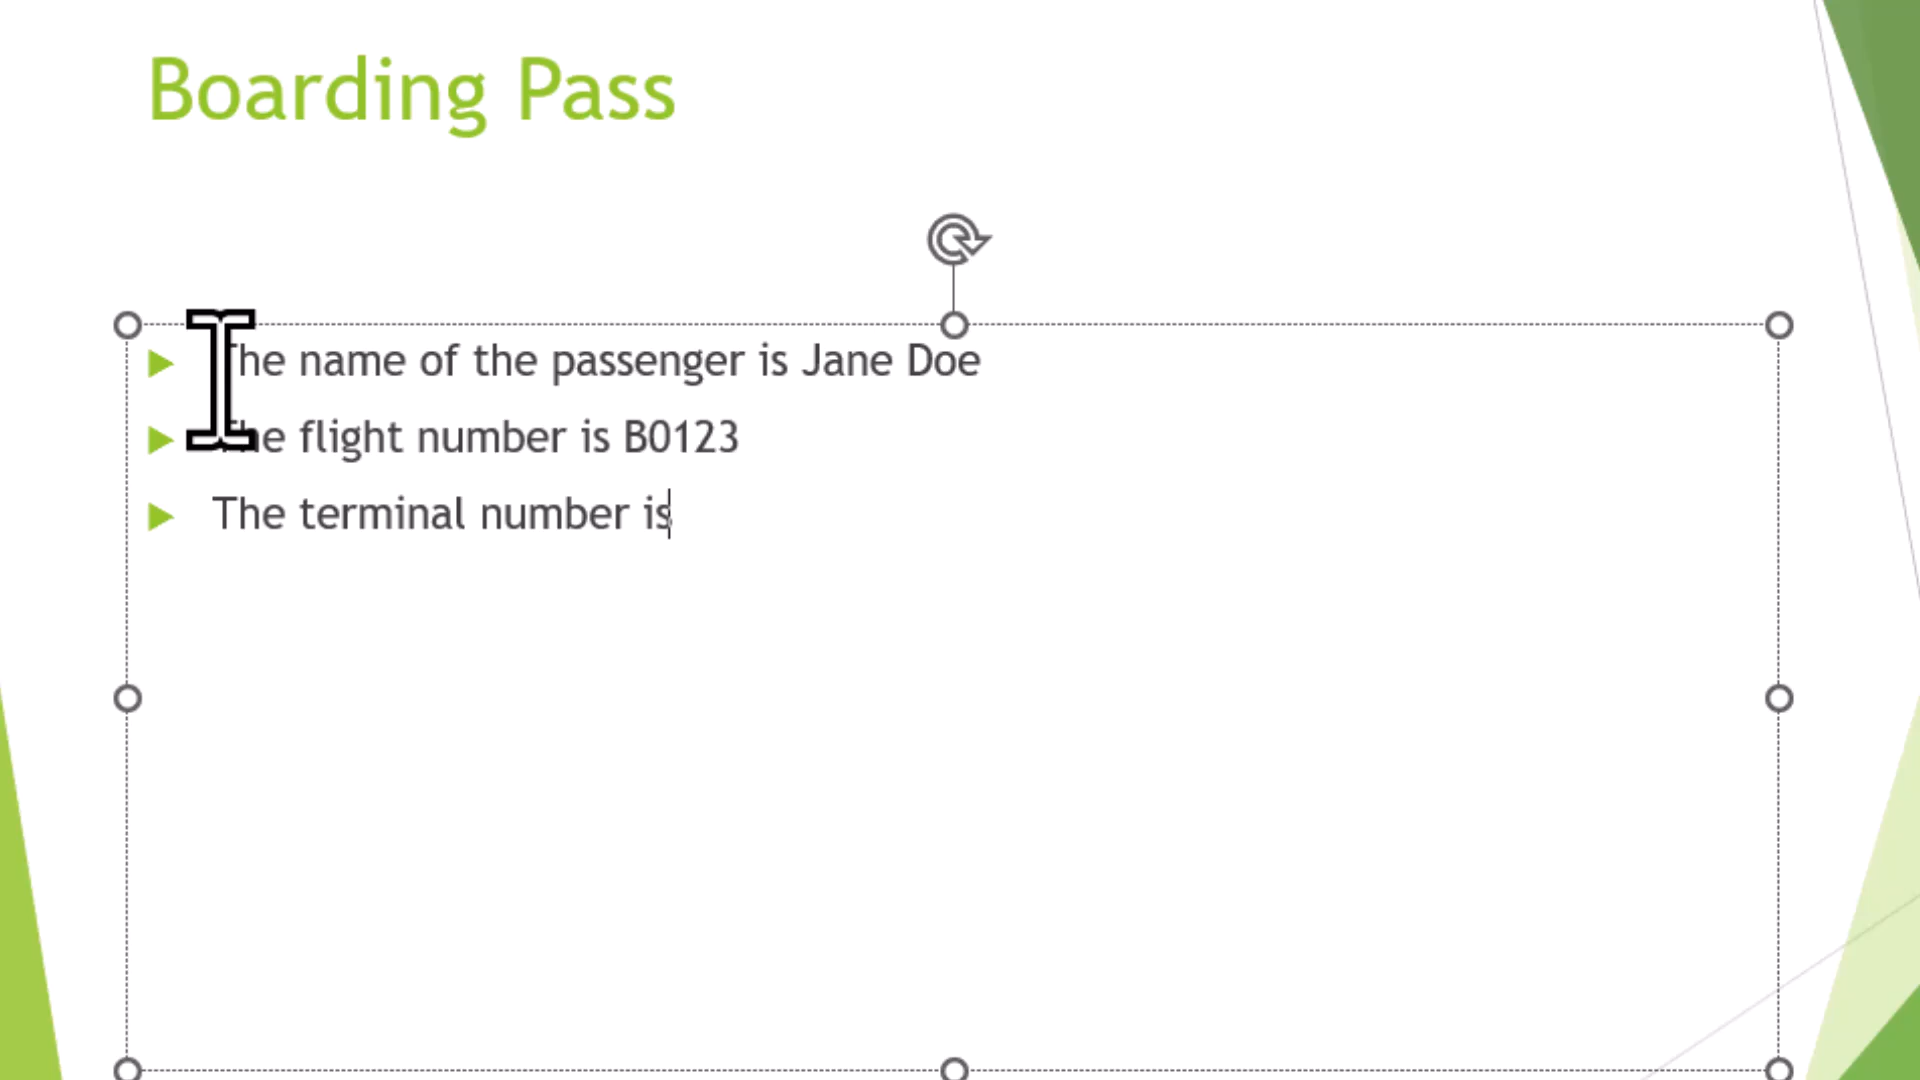 Boarding Pass
The name of the passenger is Jane Doe
The flight number is B0123
The terminal number is